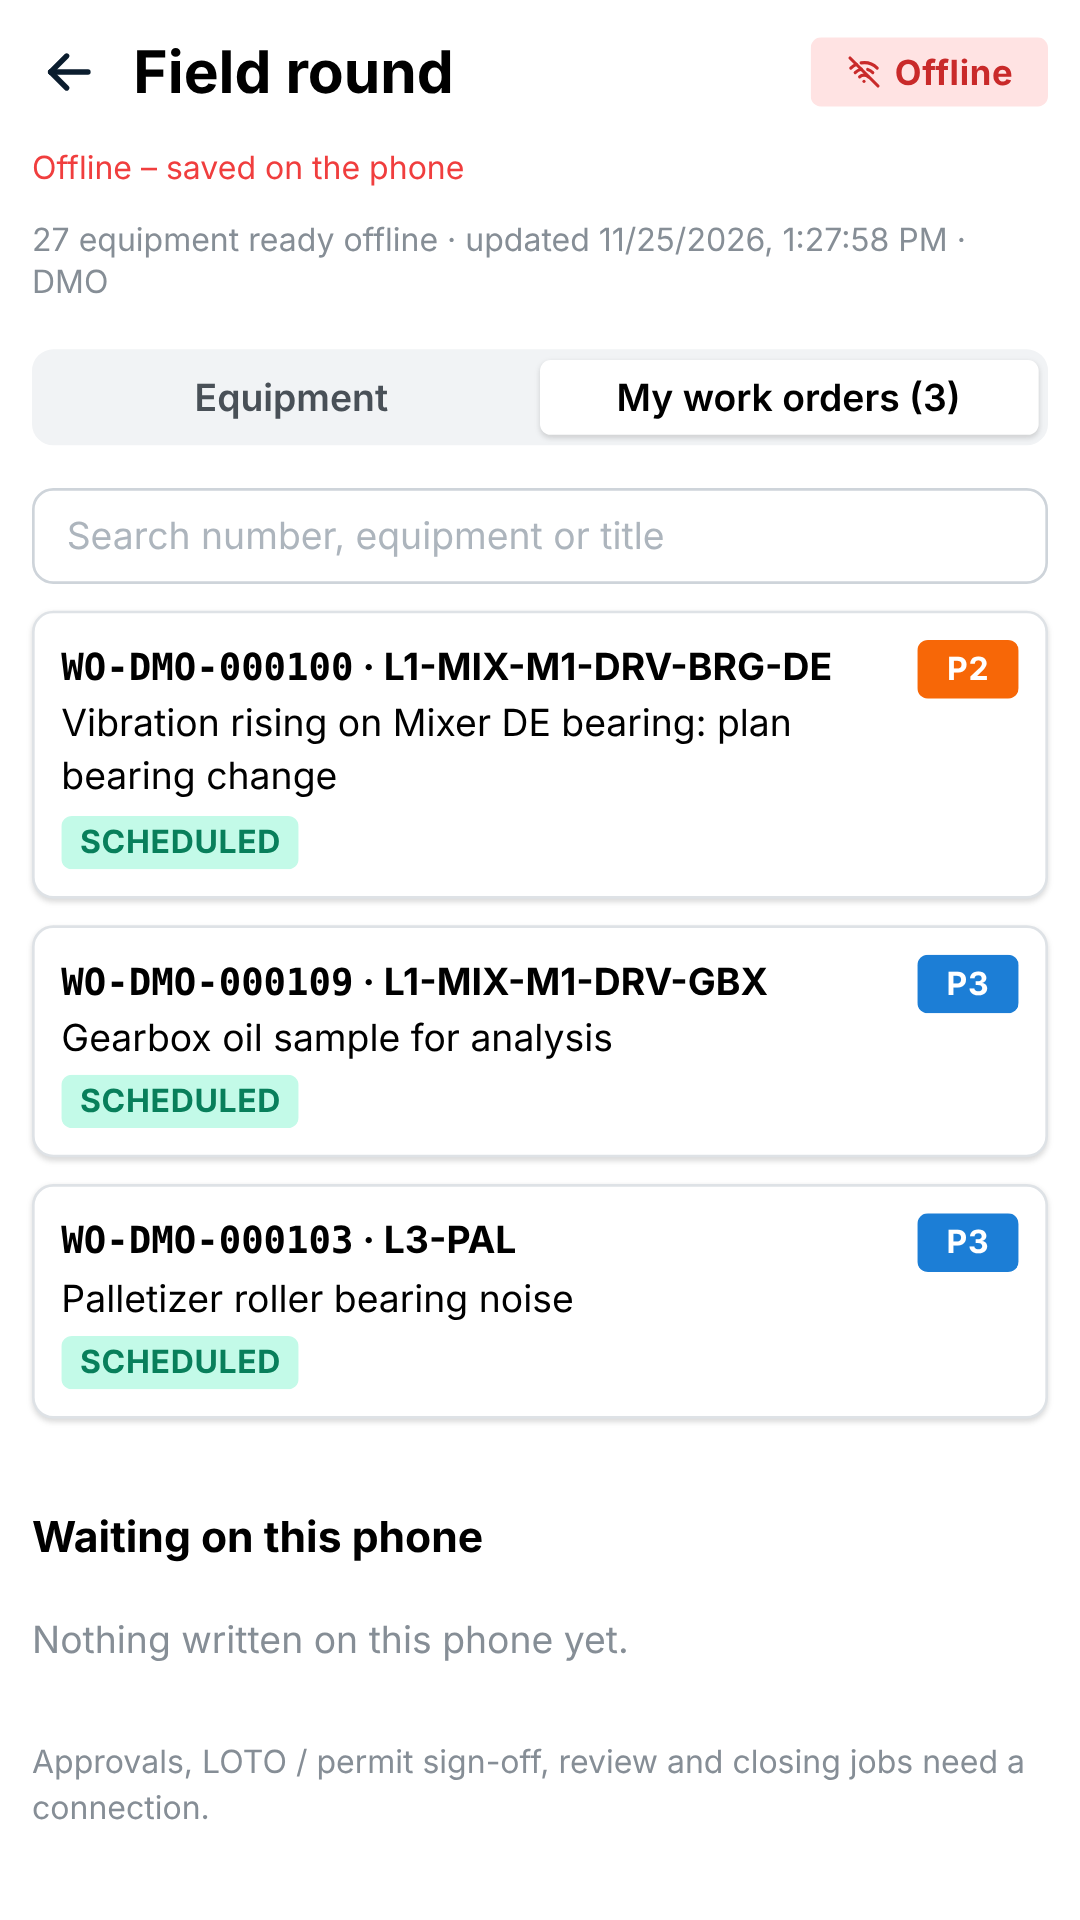 Field round
Offline
Offline – saved on the phone
27 equipment ready offline · updated 11/25/2026, 1:27:58 PM ·
DMO
Equipment
My work orders (3)
Search number, equipment or title
WO-DMO-000100 · L1-MIX-M1-DRV-BRG-DE
P2
Vibration rising on Mixer DE bearing: plan
bearing change
SCHEDULED
WO-DMO-000109 · L1-MIX-M1-DRV-GBX
P3
Gearbox oil sample for analysis
SCHEDULED
WO-DMO-000103 · L3-PAL
P3
Palletizer roller bearing noise
SCHEDULED
Waiting on this phone
Nothing written on this phone yet.
Approvals, LOTO / permit sign-off, review and closing jobs need a
connection.